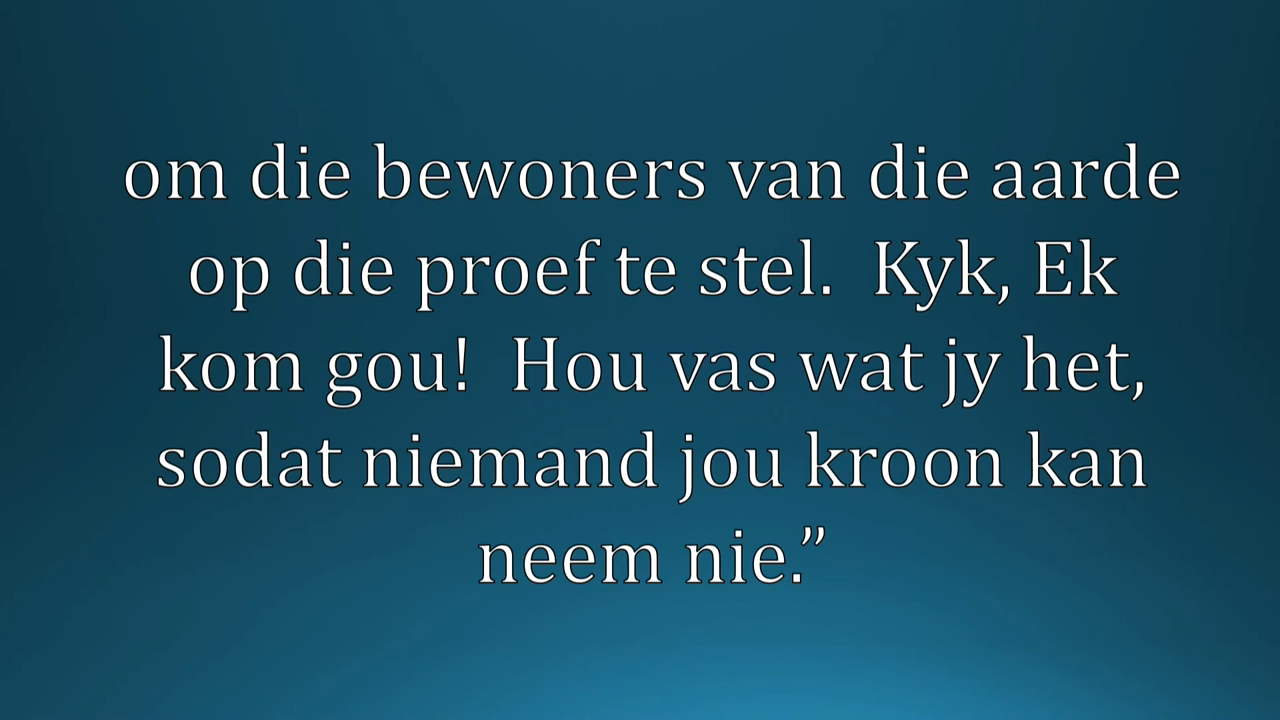 om die bewoners van die aarde
op die proef te stel.  Kyk, Ek
kom gou!  Hou vas wat jy het,
sodat niemand jou kroon kan
neem nie.”